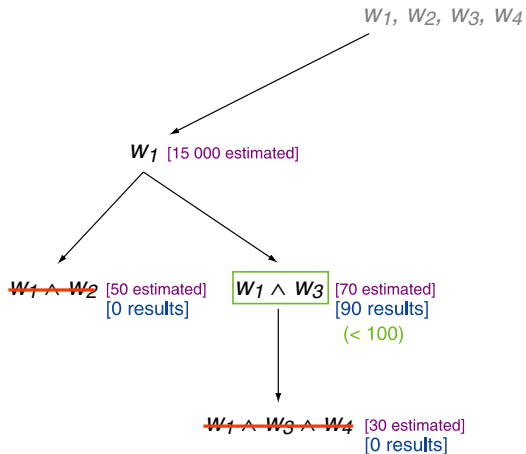 w1, w2, w3, w4
w1 [15 000 estimated]
w1 ∧ w2 [50 estimated]
[0 results]
w1 ∧ w3 [70 estimated]
[90 results]
(< 100)
w1 ∧ w3 ∧ w4 [30 estimated]
[0 results]